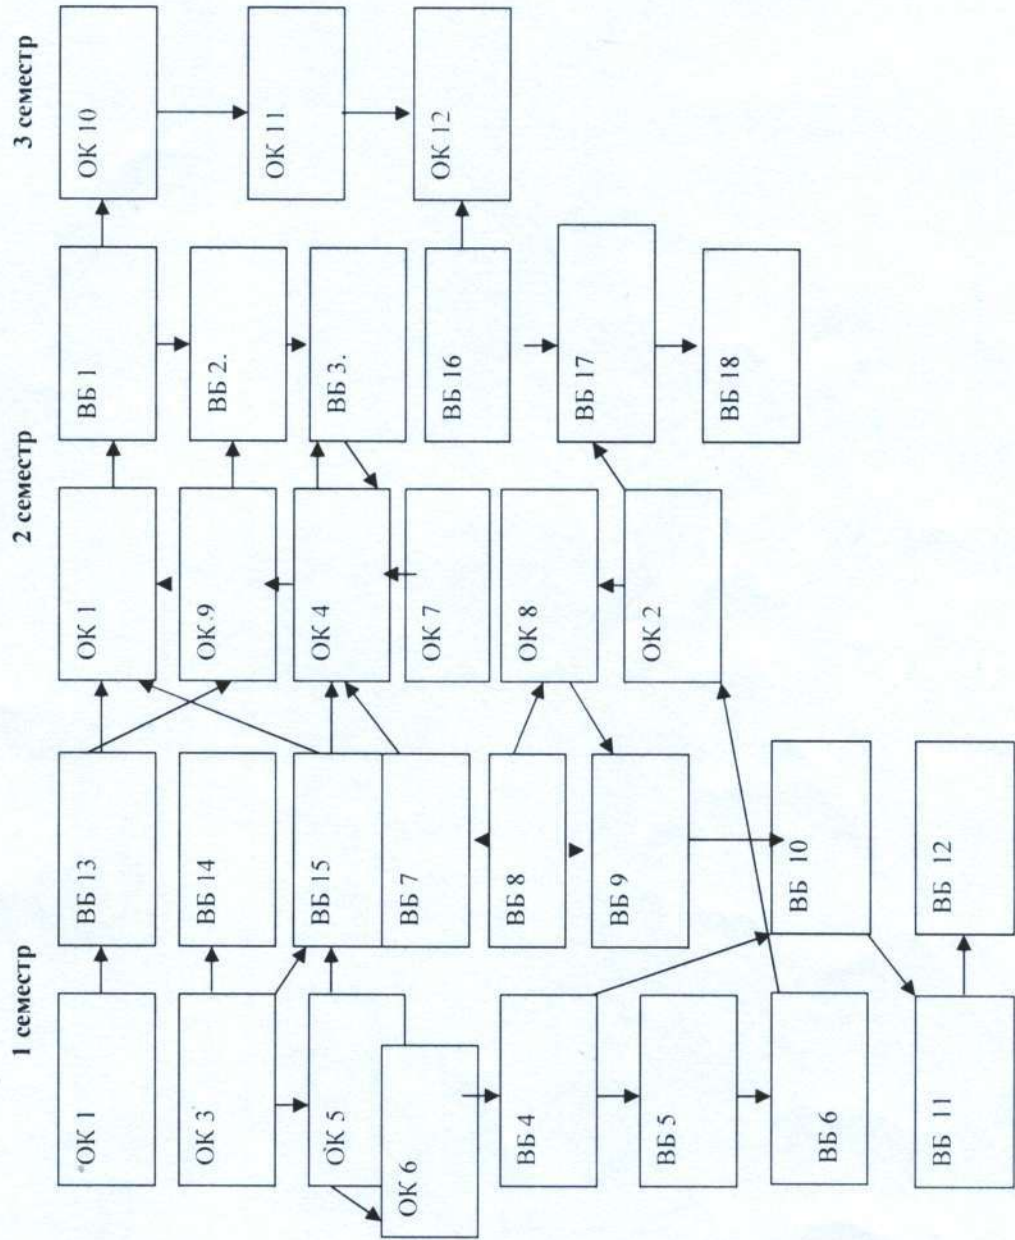 1 семестр
2 семестр
3 семестр
ОК 1
ВБ 13
ОК 1
ВБ 1
ОК 10
ОК 3
ВБ 14
ОК.9
ВБ 2.
ОК 11
ОК 5
ВБ 15
ОК 4
ВБ 3.
ОК 6
ВБ 7
ОК 7
ВБ 16
ОК 12
ВБ 4
ВБ 8
ОК 8
ВБ 17
ВБ 5
ВБ 9
ОК 2
ВБ 18
ВБ 6
ВБ 10
ВБ 11
ВБ 12